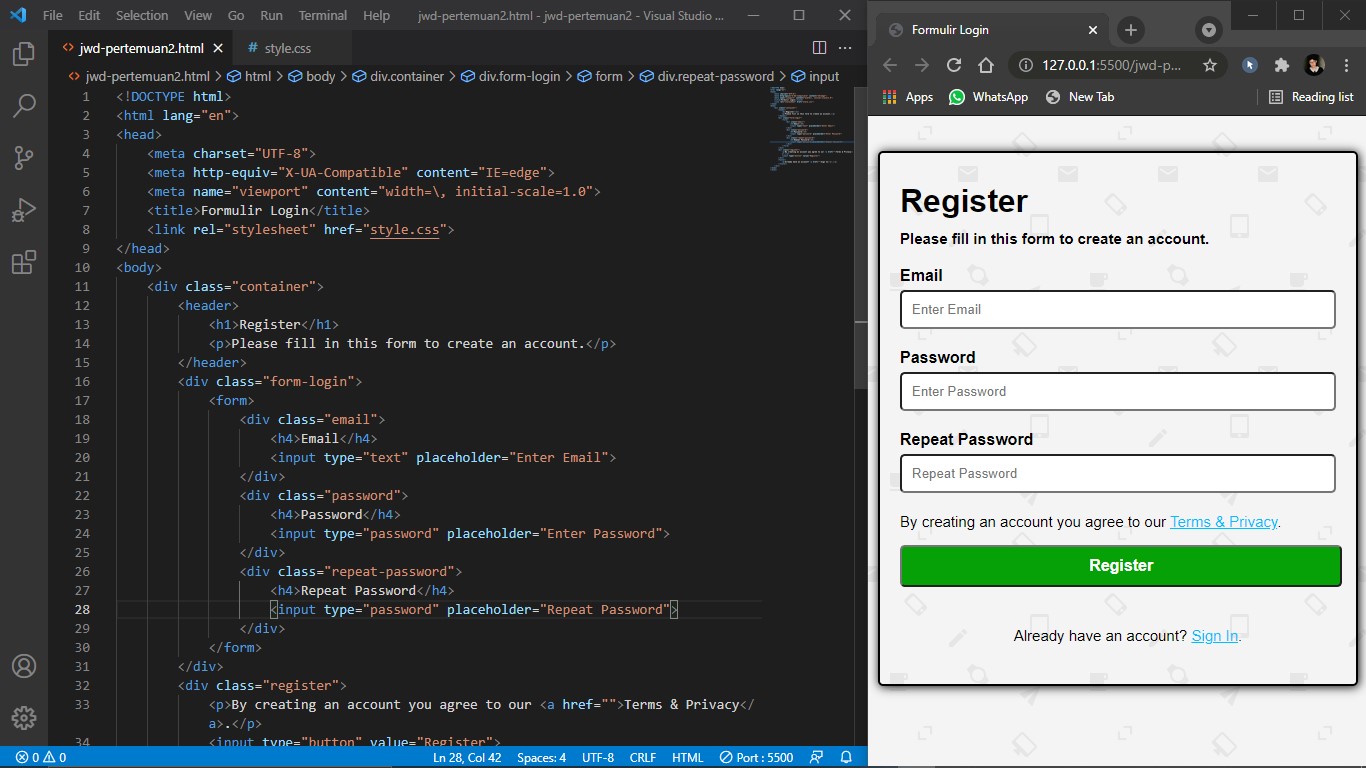 File Edit Selection View Go Run Terminal Help jwd-pertemuan2.html - jwd-pertemuan2 - Visual Studio ...
jwd-pertemuan2.html style.css
jwd-pertemuan2.html > html > body > div.container > div.form-login > form > div.repeat-password > input
1 <!DOCTYPE html>
2 <html lang="en">
3 <head>
4 <meta charset="UTF-8">
5 <meta http-equiv="X-UA-Compatible" content="IE=edge">
6 <meta name="viewport" content="width=\, initial-scale=1.0">
7 <title>Formulir Login</title>
8 <link rel="stylesheet" href="style.css">
9 </head>
10 <body>
11 <div class="container">
12 <header>
13 <h1>Register</h1>
14 <p>Please fill in this form to create an account.</p>
15 </header>
16 <div class="form-login">
17 <form>
18 <div class="email">
19 <h4>Email</h4>
20 <input type="text" placeholder="Enter Email">
21 </div>
22 <div class="password">
23 <h4>Password</h4>
24 <input type="password" placeholder="Enter Password">
25 </div>
26 <div class="repeat-password">
27 <h4>Repeat Password</h4>
28 <input type="password" placeholder="Repeat Password">
29 </div>
30 </form>
31 </div>
32 <div class="register">
33 <p>By creating an account you agree to our <a href="">Terms & Privacy</
a>.</p>
34 <input type="button" value="Register">
0 0 Ln 28, Col 42 Spaces: 4 UTF-8 CRLF HTML Port : 5500
Formulir Login
127.0.0.1:5500/jwd-p...
Apps WhatsApp New Tab Reading list
Register
Please fill in this form to create an account.
Email
Enter Email
Password
Enter Password
Repeat Password
Repeat Password
By creating an account you agree to our Terms & Privacy.
Register
Already have an account? Sign In.